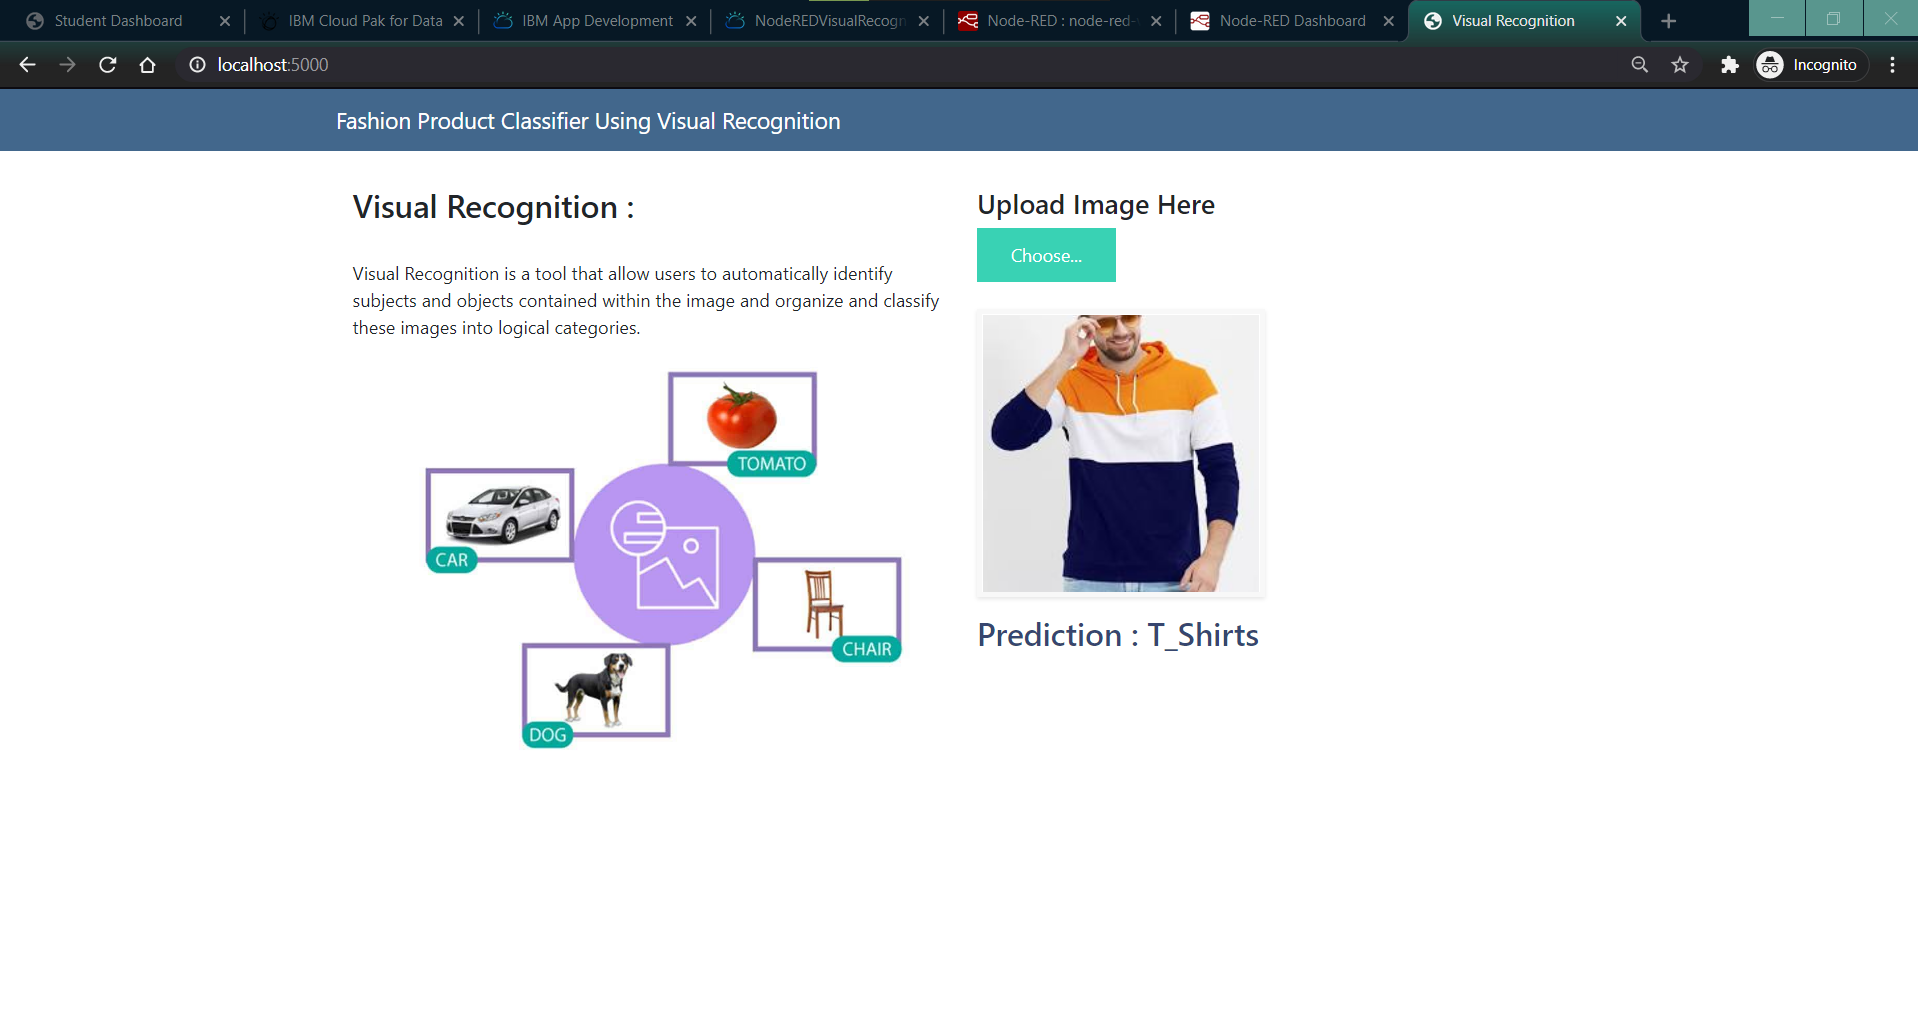 Student Dashboard
IBM Cloud Pak for Data
IBM App Development
NodeREDVisualRecogn
Node-RED : node-red-
Node-RED Dashboard
Visual Recognition
localhost:5000
Incognito
Fashion Product Classifier Using Visual Recognition
Visual Recognition :
Visual Recognition is a tool that allow users to automatically identify
subjects and objects contained within the image and organize and classify
these images into logical categories.
TOMATO
CAR
CHAIR
DOG
Upload Image Here
Choose...
Prediction : T_Shirts